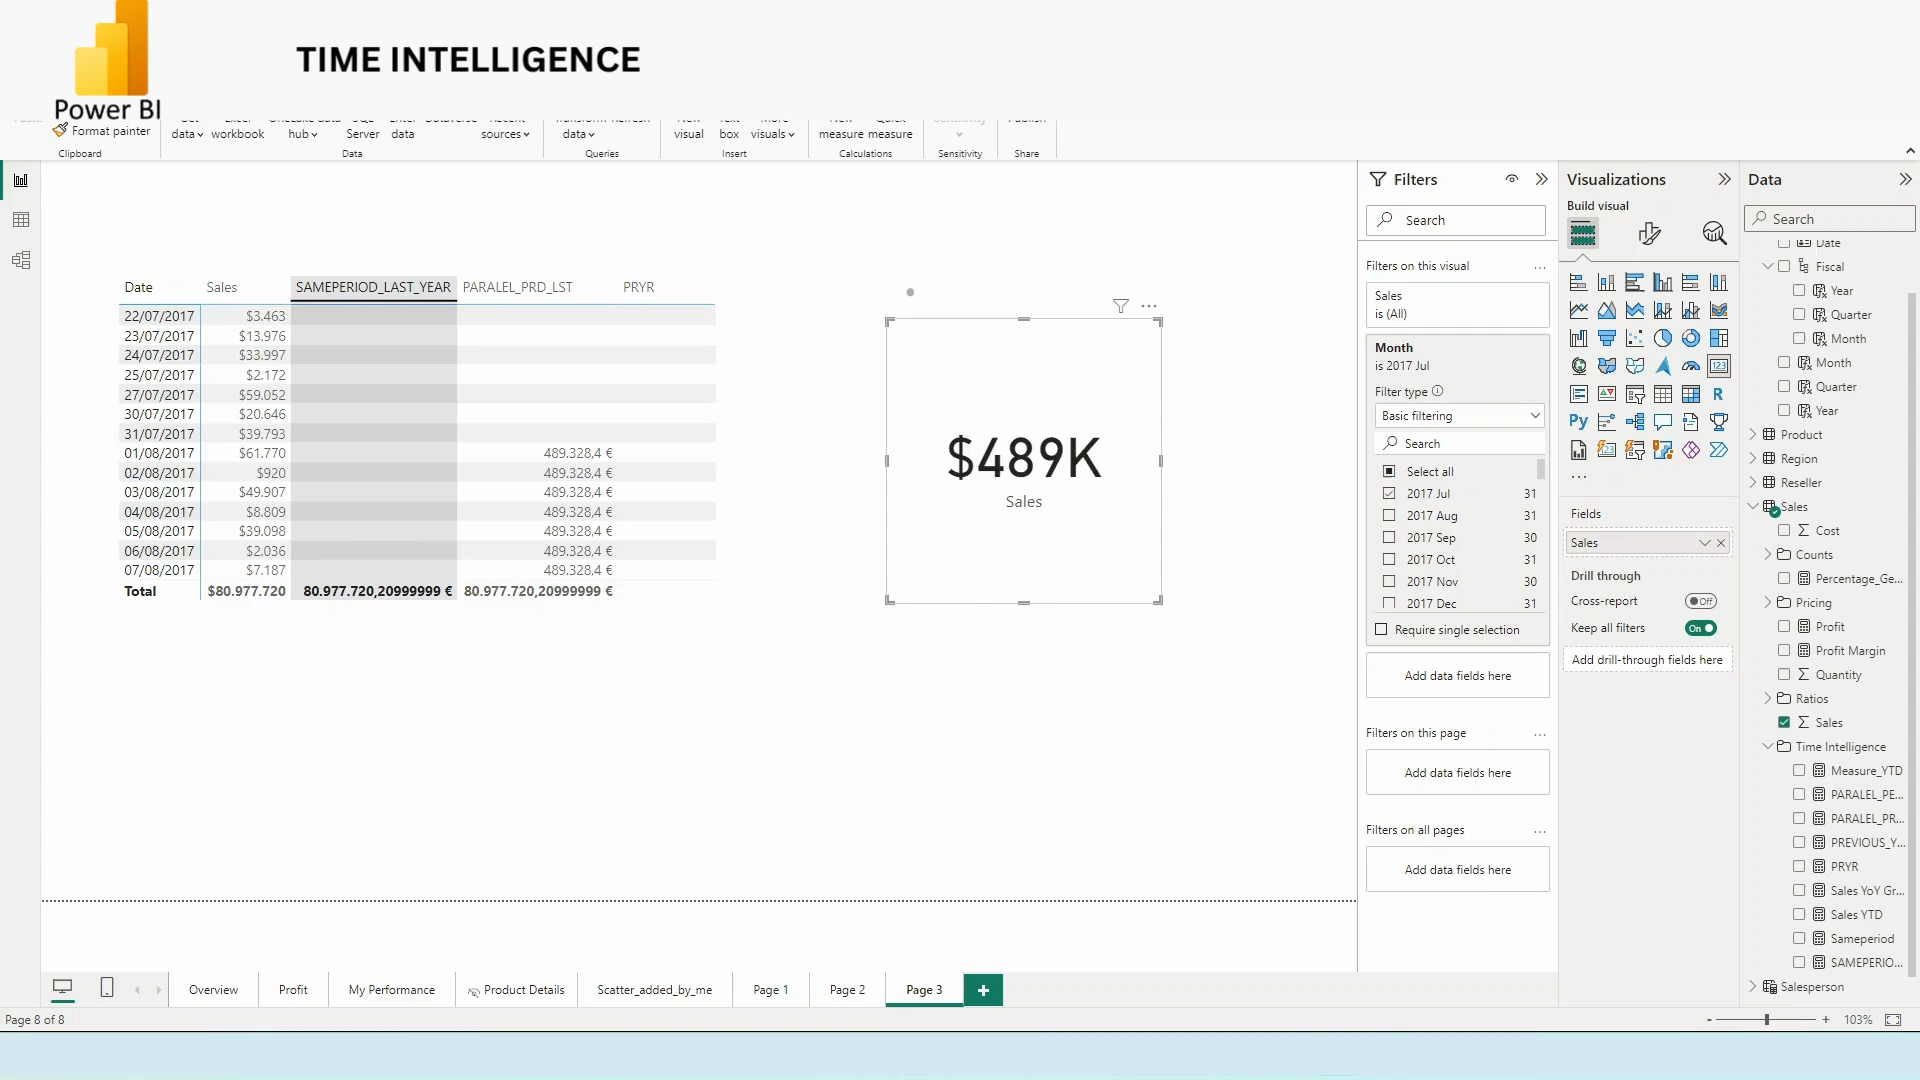 TIME INTELLIGENCE
Power BI
Format painter
data
workbook
hub
Server
data
sources
data
visual
box
visuals
measure
measure
Clipboard
Data
Queries
Insert
Calculations
Sensitivity
Share
Date Sales SAMEPERIOD_LAST_YEAR PARALEL_PRD_LST PRYR
22/07/2017 $3.463
23/07/2017 $13.976
24/07/2017 $33.997
25/07/2017 $2.172
27/07/2017 $59.052
30/07/2017 $20.646
31/07/2017 $39.793
01/08/2017 $61.770 489.328,4 €
02/08/2017 $920 489.328,4 €
03/08/2017 $49.907 489.328,4 €
04/08/2017 $8.809 489.328,4 €
05/08/2017 $39.098 489.328,4 €
06/08/2017 $2.036 489.328,4 €
07/08/2017 $7.187 489.328,4 €
Total $80.977.720 80.977.720,20999999 € 80.977.720,20999999 €
$489K
Sales
Filters
Search
Filters on this visual ...
Sales
is (All)
Month
is 2017 Jul
Filter type
Basic filtering
Search
Select all
2017 Jul 31
2017 Aug 31
2017 Sep 30
2017 Oct 31
2017 Nov 30
2017 Dec 31
Require single selection
Add data fields here
Filters on this page ...
Add data fields here
Filters on all pages ...
Add data fields here
Visualizations
Build visual
123
R
Py
...
Fields
Sales
Drill through
Cross-report Off
Keep all filters On
Add drill-through fields here
Data
Search
Date
Fiscal
Year
Quarter
Month
Month
Quarter
Year
Product
Region
Reseller
Sales
Cost
Counts
Percentage_Ge...
Pricing
Profit
Profit Margin
Quantity
Ratios
Sales
Time Intelligence
Measure_YTD
PARALEL_PE...
PARALEL_PR...
PREVIOUS_Y...
PRYR
Sales YoY Gr...
Sales YTD
Sameperiod
SAMEPERIO...
Salesperson
Overview
Profit
My Performance
Product Details
Scatter_added_by_me
Page 1
Page 2
Page 3
+
Page 8 of 8
- + 103%